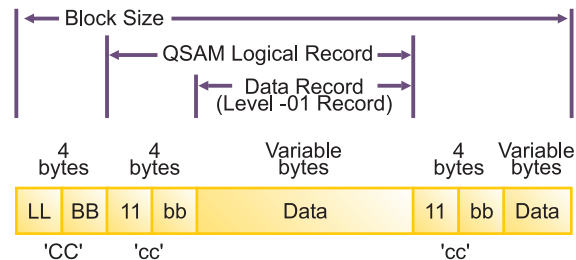 Block Size
QSAM Logical Record
Data Record
(Level -01 Record)
4 bytes
4 bytes
Variable bytes
4 bytes
Variable bytes
LL BB 11 bb Data 11 bb Data
'CC' 'cc' 'cc'